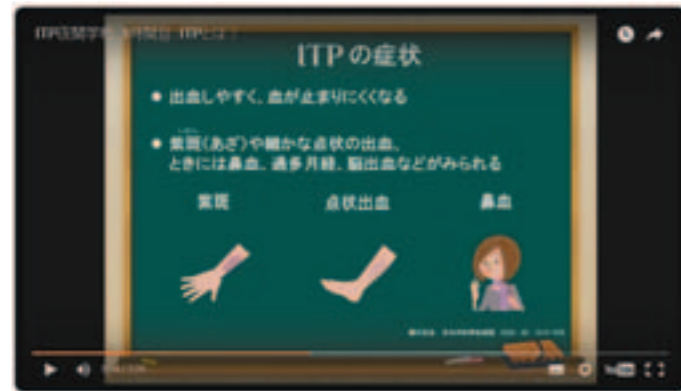 ITPの症状
● 出血しやすく、血が止まりにくくなる
● 紫斑(あざ)や細かな点状の出血、
ときには鼻血、過多月経、脳出血などがみられる
紫斑 点状出血 鼻血